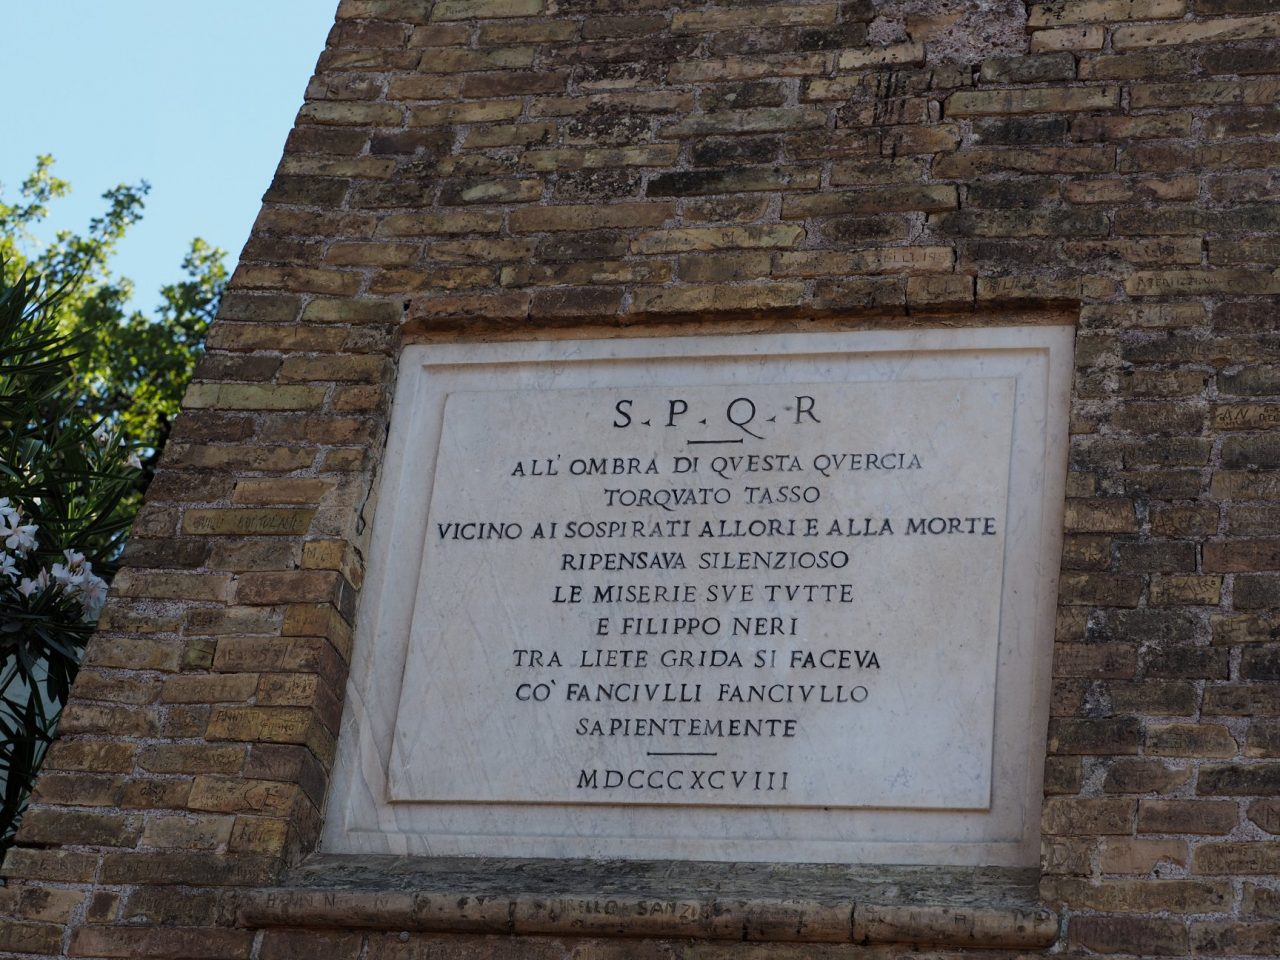 S.P.Q.R
ALL'OMBRA DI QVESTA QVERCIA
TORQVATO TASSO
VICINO AI SOSPIRATI ALLORI E ALLA MORTE
RIPENSAVA SILENZIOSO
LE MISERIE SVE TVTTE
E FILIPPO NERI
TRA LIETE GRIDA SI FACEVA
CO' FANCIVLLI FANCIVLLO
SAPIENTEMENTE
MDCCCXCVIII